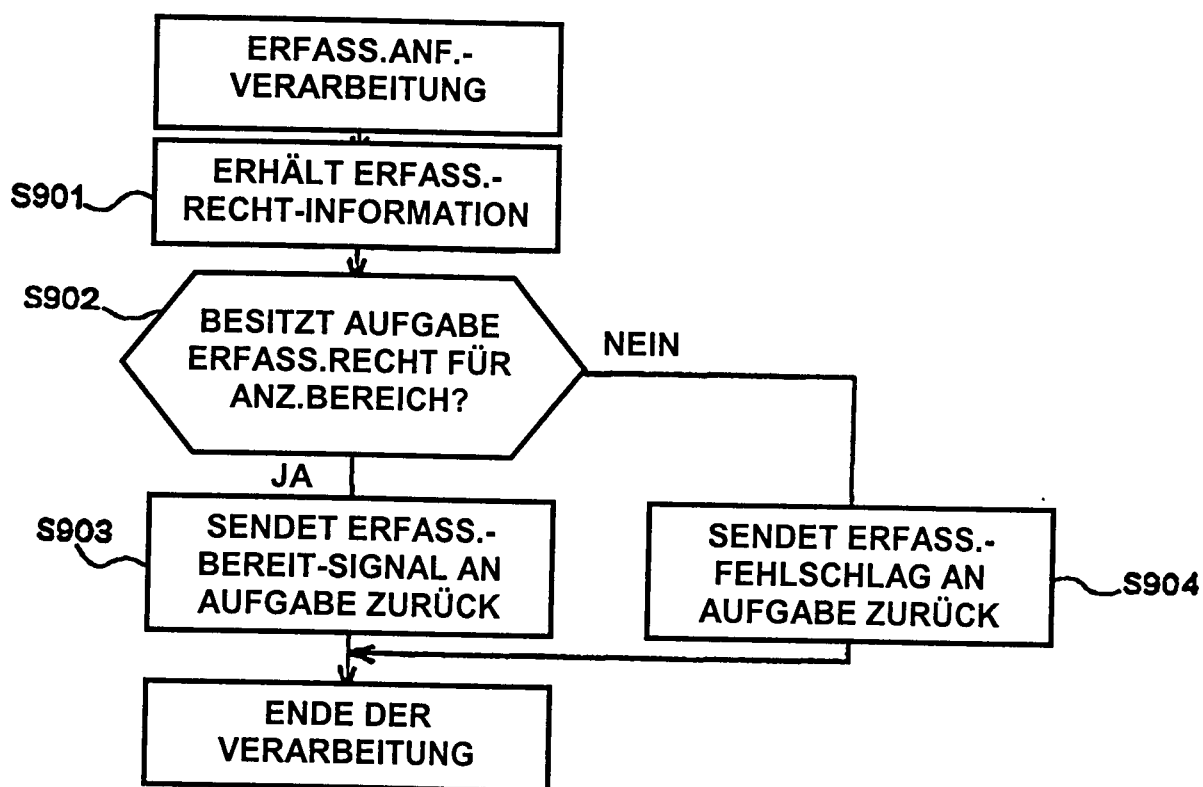 ERFASS.ANF.-
VERARBEITUNG
S901
ERHÄLT ERFASS.-
RECHT-INFORMATION
S902
BESITZT AUFGABE
ERFASS.RECHT FÜR
ANZ.BEREICH?
NEIN
JA
S903
SENDET ERFASS.-
BEREIT-SIGNAL AN
AUFGABE ZURÜCK
SENDET ERFASS.-
FEHLSCHLAG AN
AUFGABE ZURÜCK
S904
ENDE DER
VERARBEITUNG